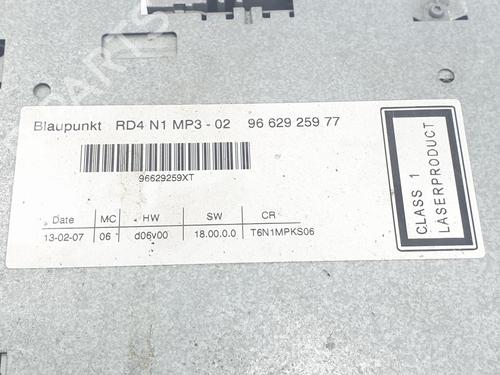 Blaupunkt RD4 N1 MP3 - 02 96 629 259 77
96629259XT
Date MC HW SW CR
13-02-07 06 d06v00 18.00.0.0 T6N1MPKS06
CLASS 1
LASERPRODUCT
PARTS